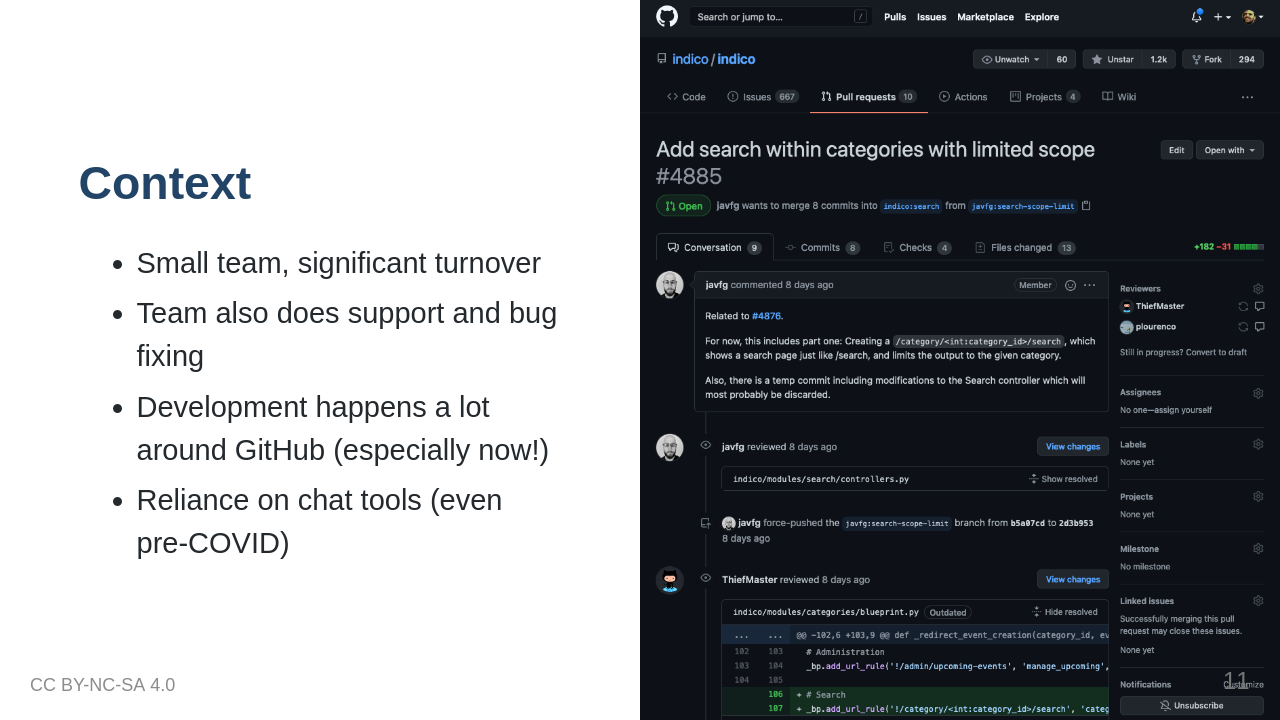 Context
Small team, significant turnover
Team also does support and bug
fixing
Development happens a lot
around GitHub (especially now!)
Reliance on chat tools (even
pre-COVID)
CC BY-NC-SA 4.0
Search or jump to... /
Pulls Issues Marketplace Explore
indico / indico
Unwatch 60 Unstar 1.2k Fork 294
Code Issues 667 Pull requests 10 Actions Projects 4 Wiki ...
Add search within categories with limited scope
#4885
Edit Open with
Open javfg wants to merge 8 commits into indico:search from javfg:search-scope-limit
Conversation 9 Commits 8 Checks 4 Files changed 13 +182 −31
javfg commented 8 days ago Member ...
Related to #4876.
For now, this includes part one: Creating a /category/<int:category_id>/search, which
shows a search page just like /search, and limits the output to the given category.
Also, there is a temp commit including modifications to the Search controller which will
most probably be discarded.
javfg reviewed 8 days ago View changes
indico/modules/search/controllers.py Show resolved
javfg force-pushed the javfg:search-scope-limit branch from b5a07cd to 2d3b953
8 days ago
ThiefMaster reviewed 8 days ago View changes
indico/modules/categories/blueprint.py Outdated Hide resolved
... ... @@ -102,6 +103,9 @@ def _redirect_event_creation(category_id, ev
102 103 # Administration
103 104 _bp.add_url_rule('!/admin/upcoming-events', 'manage_upcoming',
104 105
106 + # Search
107 + _bp.add_url_rule('!/category/<int:category_id>/search', 'categ
Reviewers
ThiefMaster
plourenco
Still in progress? Convert to draft
Assignees
No one—assign yourself
Labels
None yet
Projects
None yet
Milestone
No milestone
Linked issues
Successfully merging this pull
request may close these issues.
None yet
Notifications Customize
Unsubscribe
11